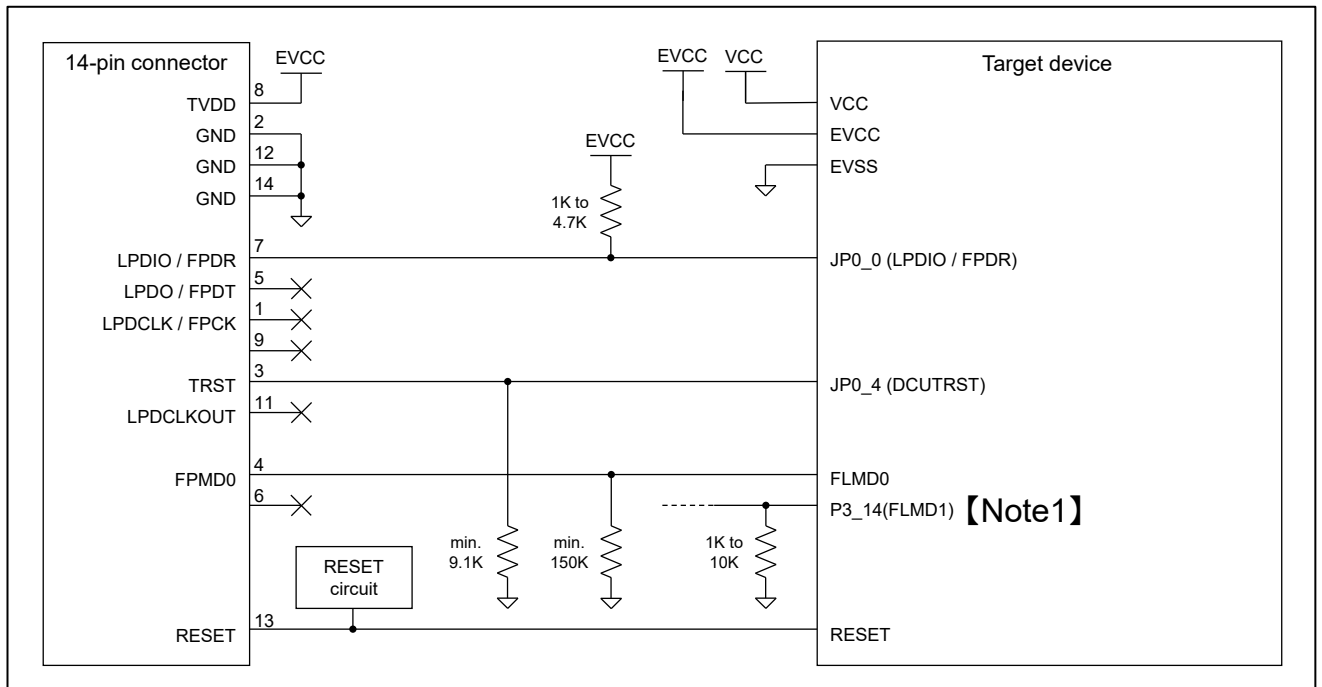 14-pin connector
EVCC
8
TVDD
2
GND
12
GND
14
GND
7
LPDIO / FPDR
5
LPDO / FPDT
1
LPDCLK / FPCK
9
3
TRST
11
LPDCLKOUT
4
FPMD0
6
13
RESET
RESET
circuit
EVCC
1K to
4.7K
min.
9.1K
min.
150K
1K to
10K
EVCC
VCC
Target device
VCC
EVCC
EVSS
JP0_0 (LPDIO / FPDR)
JP0_4 (DCUTRST)
FLMD0
P3_14(FLMD1)【Note1】
RESET